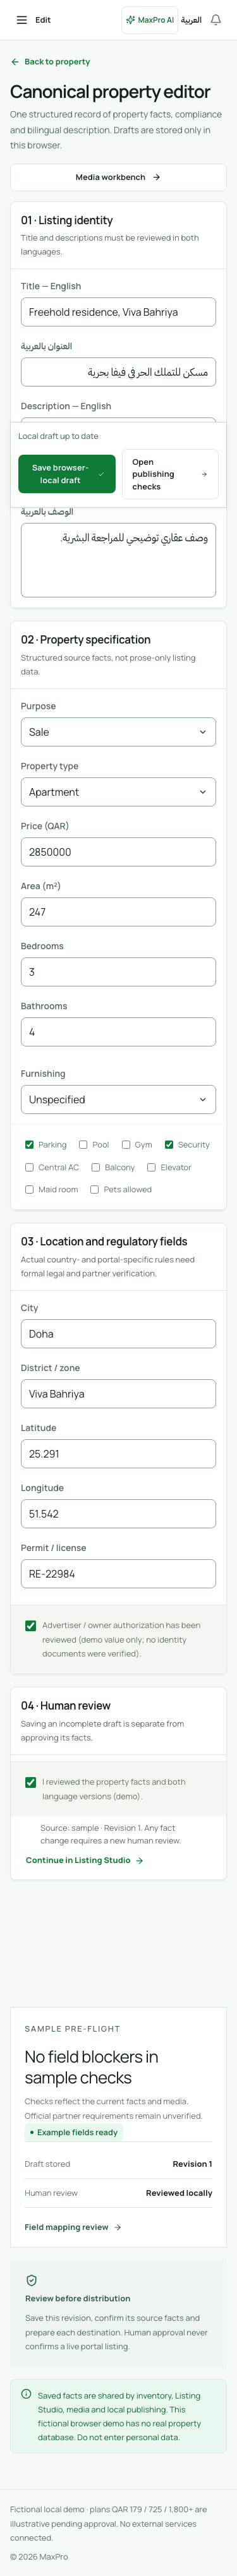 Edit
MaxPro AI
العربية
Back to property
Canonical property editor
One structured record of property facts, compliance
and bilingual description. Drafts are stored only in
this browser.
Media workbench
01 · Listing identity
Title and descriptions must be reviewed in both
languages.
Title — English
Freehold residence, Viva Bahriya
العنوان بالعربية
مسكن للتملك الحر في فيفا بحرية
Description — English
Local draft up to date
Save browser-
local draft
Open
publishing
checks
الوصف بالعربية
وصف عقاري توضيحي للمراجعة البشرية.
02 · Property specification
Structured source facts, not prose-only listing
data.
Purpose
Sale
Property type
Apartment
Price (QAR)
2850000
Area (m²)
247
Bedrooms
3
Bathrooms
4
Furnishing
Unspecified
Parking
Pool
Gym
Security
Central AC
Balcony
Elevator
Maid room
Pets allowed
03 · Location and regulatory fields
Actual country- and portal-specific rules need
formal legal and partner verification.
City
Doha
District / zone
Viva Bahriya
Latitude
25.291
Longitude
51.542
Permit / license
RE-22984
Advertiser / owner authorization has been
reviewed (demo value only; no identity
documents were verified).
04 · Human review
Saving an incomplete draft is separate from
approving its facts.
I reviewed the property facts and both
language versions (demo).
Source: sample · Revision 1. Any fact
change requires a new human review.
Continue in Listing Studio
SAMPLE PRE-FLIGHT
No field blockers in
sample checks
Checks reflect the current facts and media.
Official partner requirements remain unverified.
Example fields ready
Draft stored
Revision 1
Human review
Reviewed locally
Field mapping review
Review before distribution
Save this revision, confirm its source facts and
prepare each destination. Human approval never
confirms a live portal listing.
Saved facts are shared by inventory, Listing
Studio, media and local publishing. This
fictional browser demo has no real property
database. Do not enter personal data.
Fictional local demo · plans QAR 179 / 725 / 1,800+ are
illustrative pending approval. No external services
connected.
© 2026 MaxPro